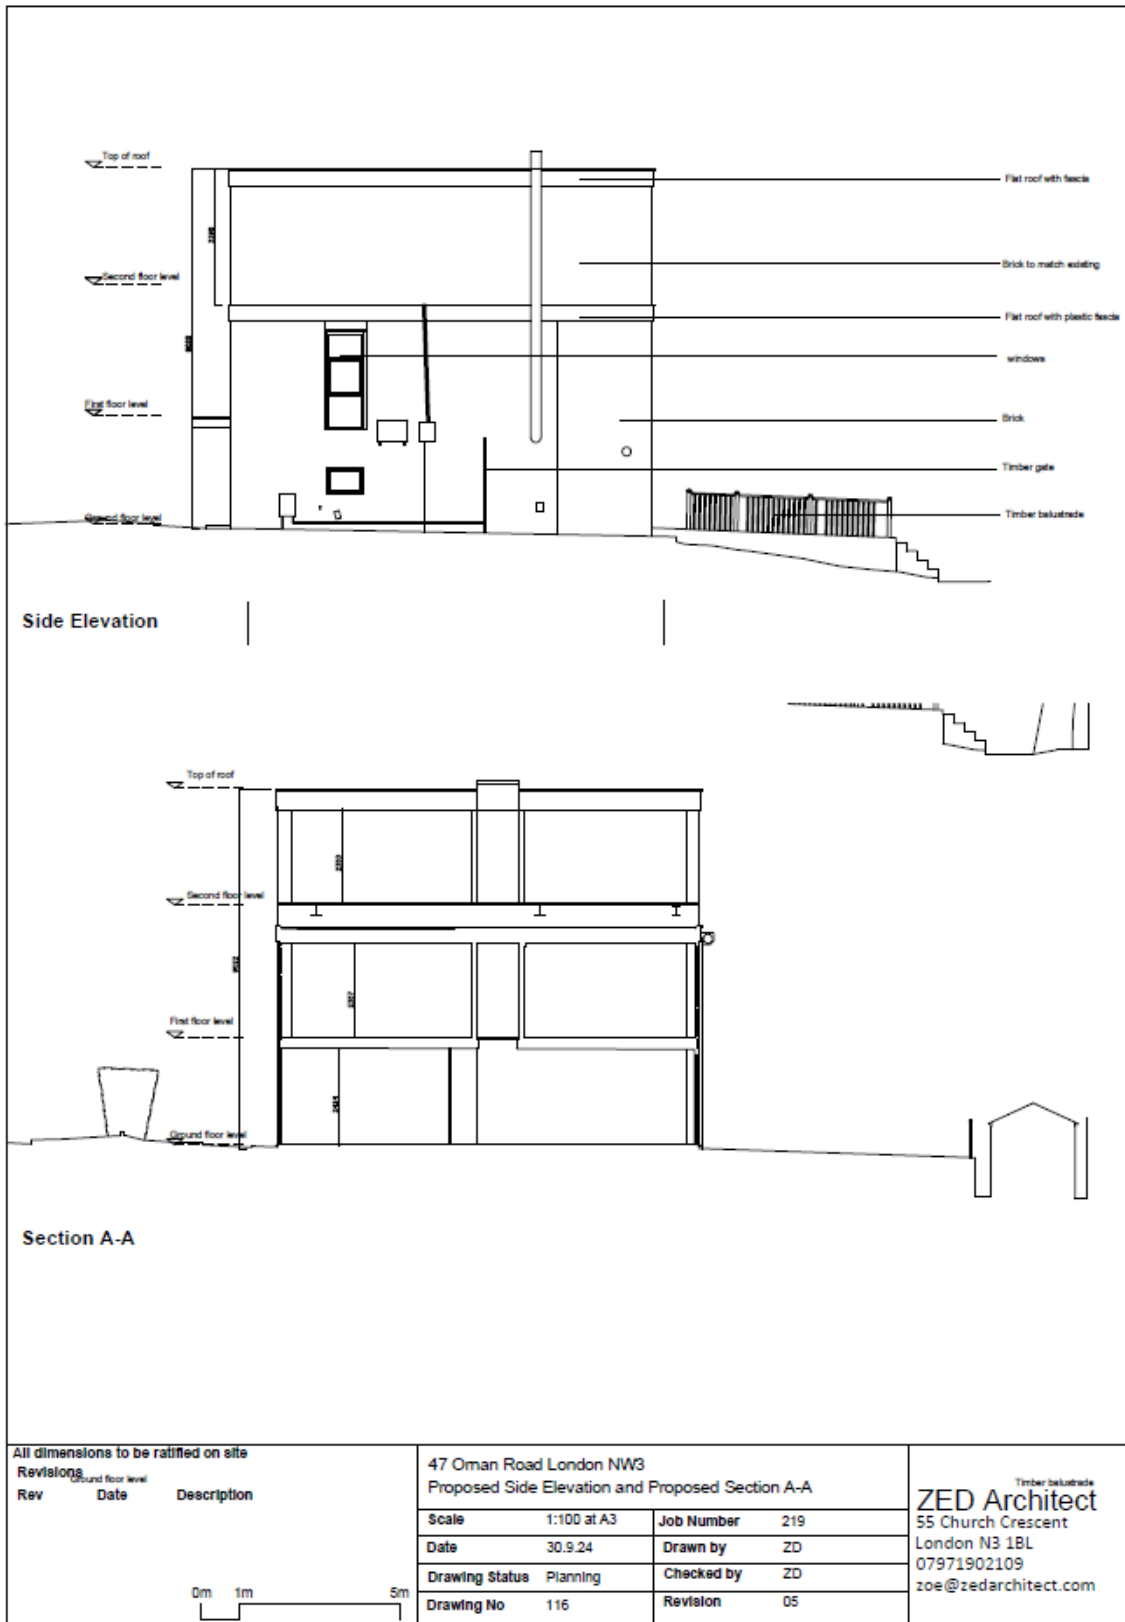 Top of roof
Flat roof with fascia
Brick to match existing
Second floor level
Flat roof with plastic fascia
windows
First floor level
Brick
Timber gate
Timber balustrade
Ground floor level
Side Elevation
Top of roof
Second floor level
First floor level
2424
Ground floor level
Section A-A
All dimensions to be ratified on site
Revisions
Ground floor level
Rev Date Description
0m 1m 5m
47 Oman Road London NW3
Proposed Side Elevation and Proposed Section A-A
Scale 1:100 at A3 Job Number 219
Date 30.9.24 Drawn by ZD
Drawing Status Planning Checked by ZD
Drawing No 116 Revision 05
Timber balustrade
ZED Architect
55 Church Crescent
London N3 1BL
07971902109
zoe@zedarchitect.com